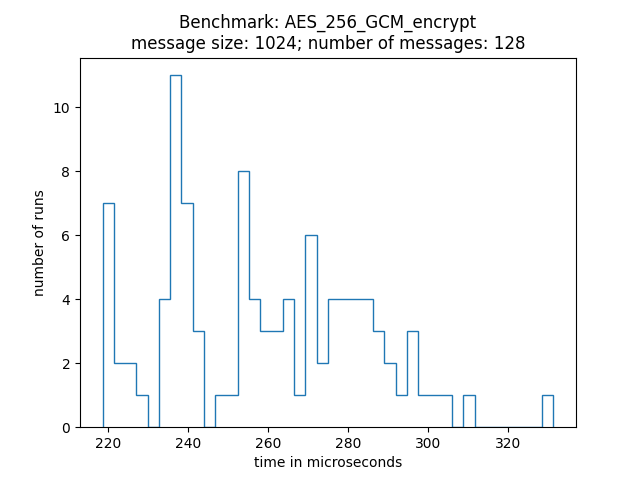 Benchmark: AES_256_GCM_encrypt
message size: 1024; number of messages: 128
10
8
6
4
2
0
number of runs
220 240 260 280 300 320
time in microseconds